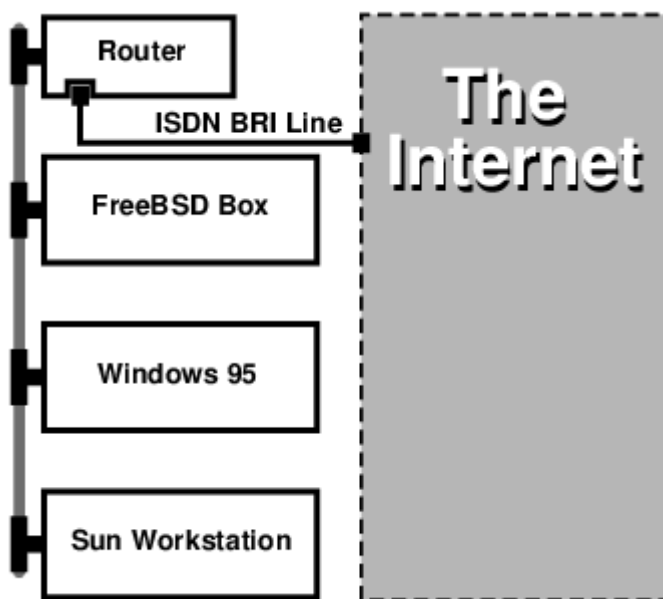 Router
The
Internet
ISDN BRI Line
FreeBSD Box
Windows 95
Sun Workstation